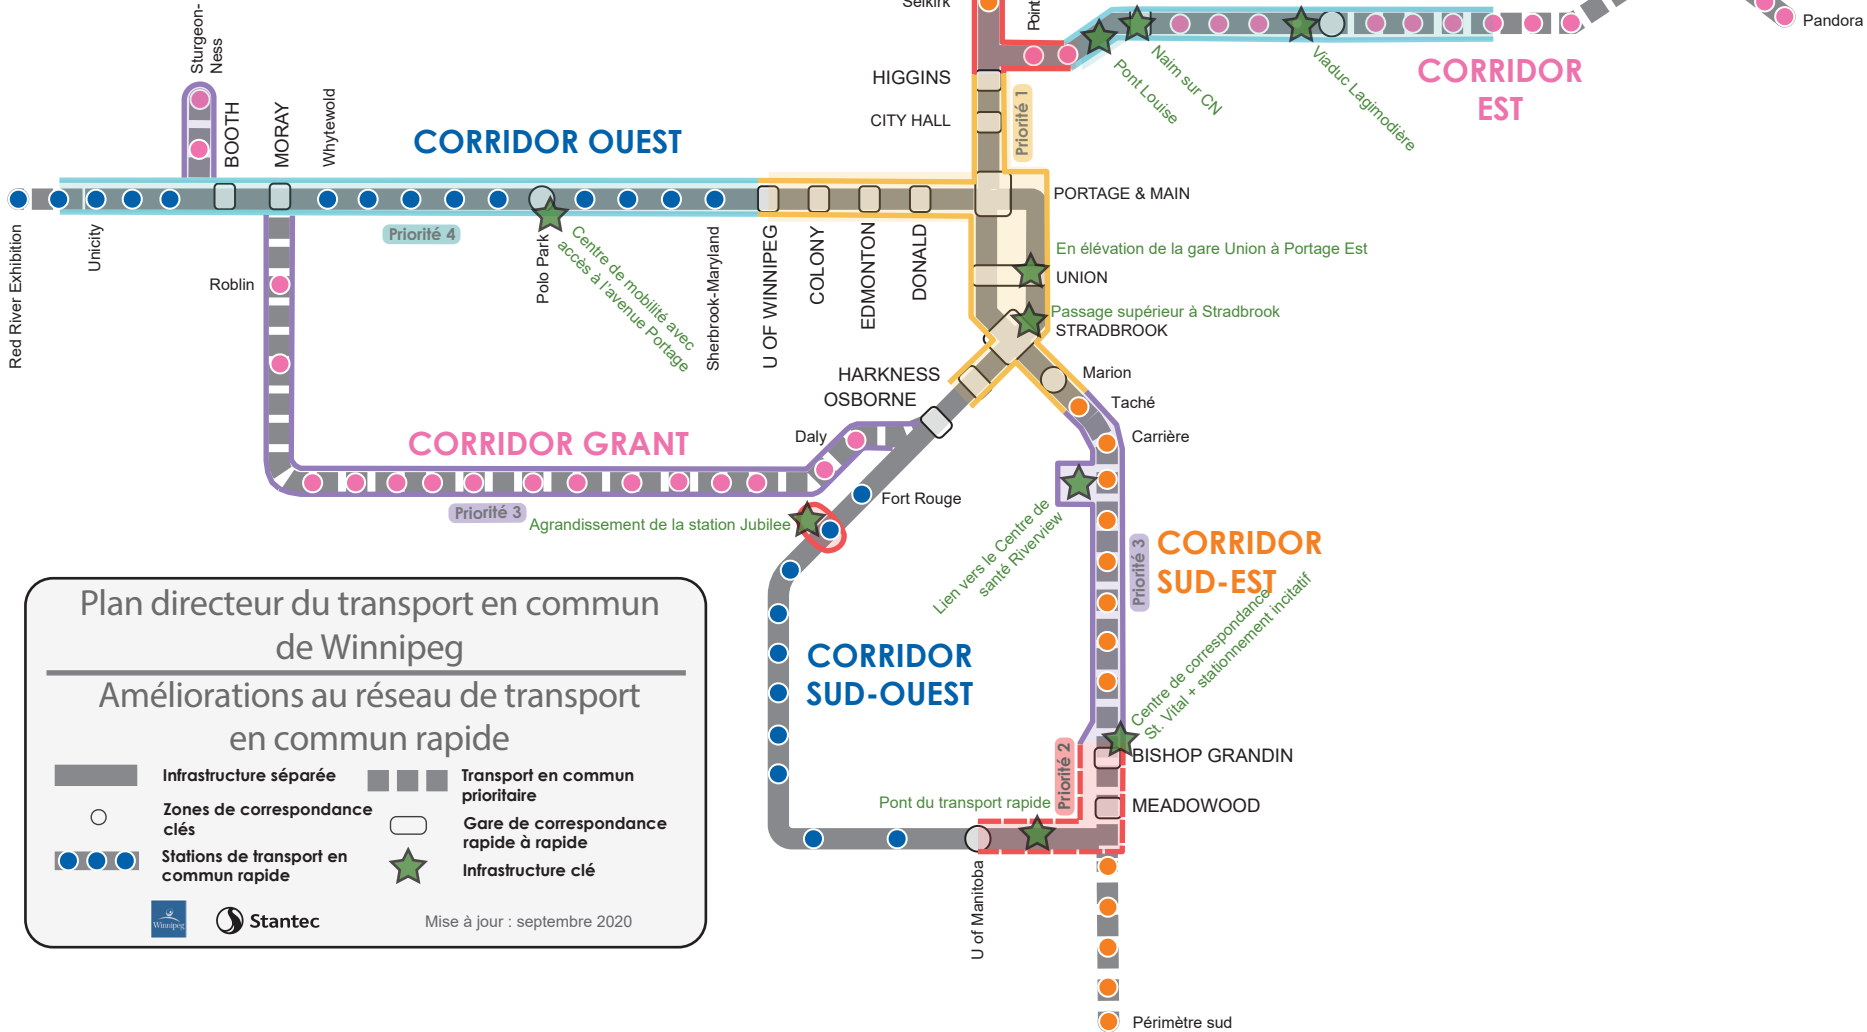 Selkirk
Point
Pandora
Sturgeon-
Ness
HIGGINS
CITY HALL
Priorité 1
Pont Louise
Naim sur CN
Viaduc Lagimodière
CORRIDOR
EST
BOOTH
MORAY
Whytewold
CORRIDOR OUEST
PORTAGE & MAIN
Priorité 4
Red River Exhibition
Unicity
Roblin
Polo Park
Centre de mobilité avec
accès à l'avenue Portage
Sherbrook-Maryland
U OF WINNIPEG
COLONY
EDMONTON
DONALD
En élévation de la gare Union à Portage Est
UNION
Passage supérieur à Stradbrook
STRADBROOK
HARKNESS
OSBORNE
Marion
Taché
Carrière
Daly
CORRIDOR GRANT
Priorité 3
Agrandissement de la station Jubilee
Fort Rouge
Lien vers le Centre de
santé Riverview
Priorité 3
CORRIDOR
SUD-EST
Centre de correspondance
St. Vital + stationnement incitatif
CORRIDOR
SUD-OUEST
Priorité 2
BISHOP GRANDIN
MEADOWOOD
Pont du transport rapide
U of Manitoba
Périmètre sud
Plan directeur du transport en commun
de Winnipeg
Améliorations au réseau de transport
en commun rapide
Infrastructure séparée
Transport en commun
prioritaire
Zones de correspondance
clés
Gare de correspondance
rapide à rapide
Stations de transport en
commun rapide
Infrastructure clé
Winnipeg
Stantec
Mise à jour : septembre 2020